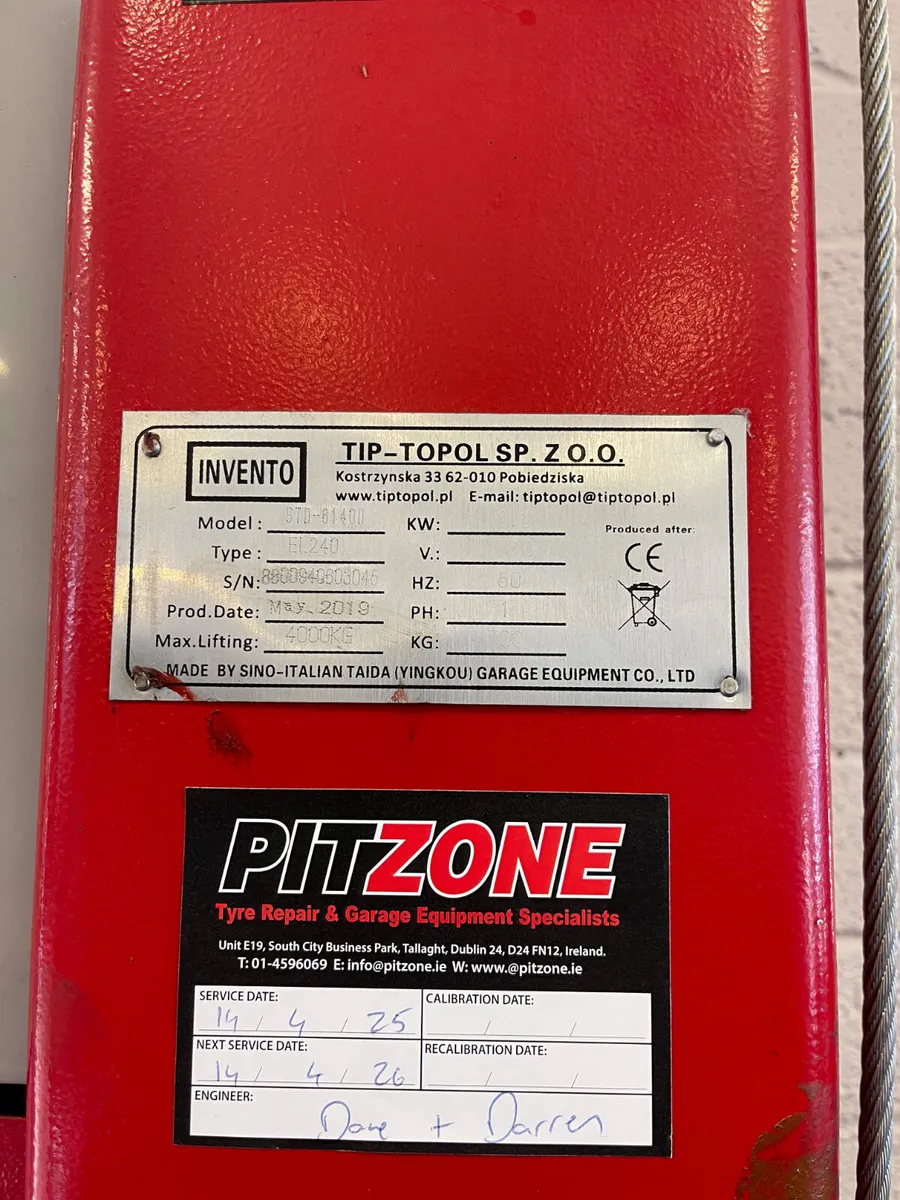 INVENTO
TIP-TOPOL SP. Z O.O.
Kostrzynska 33 62-010 Pobiedziska
www.tiptopol.pl E-mail: tiptopol@tiptopol.pl
Model :
KW:
Produced after:
Type : EL240
V.:
CE
S/N:
HZ:
Prod.Date: May. 2019
PH: 1
Max.Lifting: 4000KG
KG:
MADE BY SINO-ITALIAN TAIDA (YINGKOU) GARAGE EQUIPMENT CO., LTD
PITZONE
Tyre Repair & Garage Equipment Specialists
Unit E19, South City Business Park, Tallaght, Dublin 24, D24 FN12, Ireland.
T: 01-4596069 E: info@pitzone.ie W: www.@pitzone.ie
SERVICE DATE:
14 / 4 / 25
CALIBRATION DATE:
/ /
NEXT SERVICE DATE:
14 / 4 / 26
RECALIBRATION DATE:
/ /
ENGINEER:
Dave + Darren